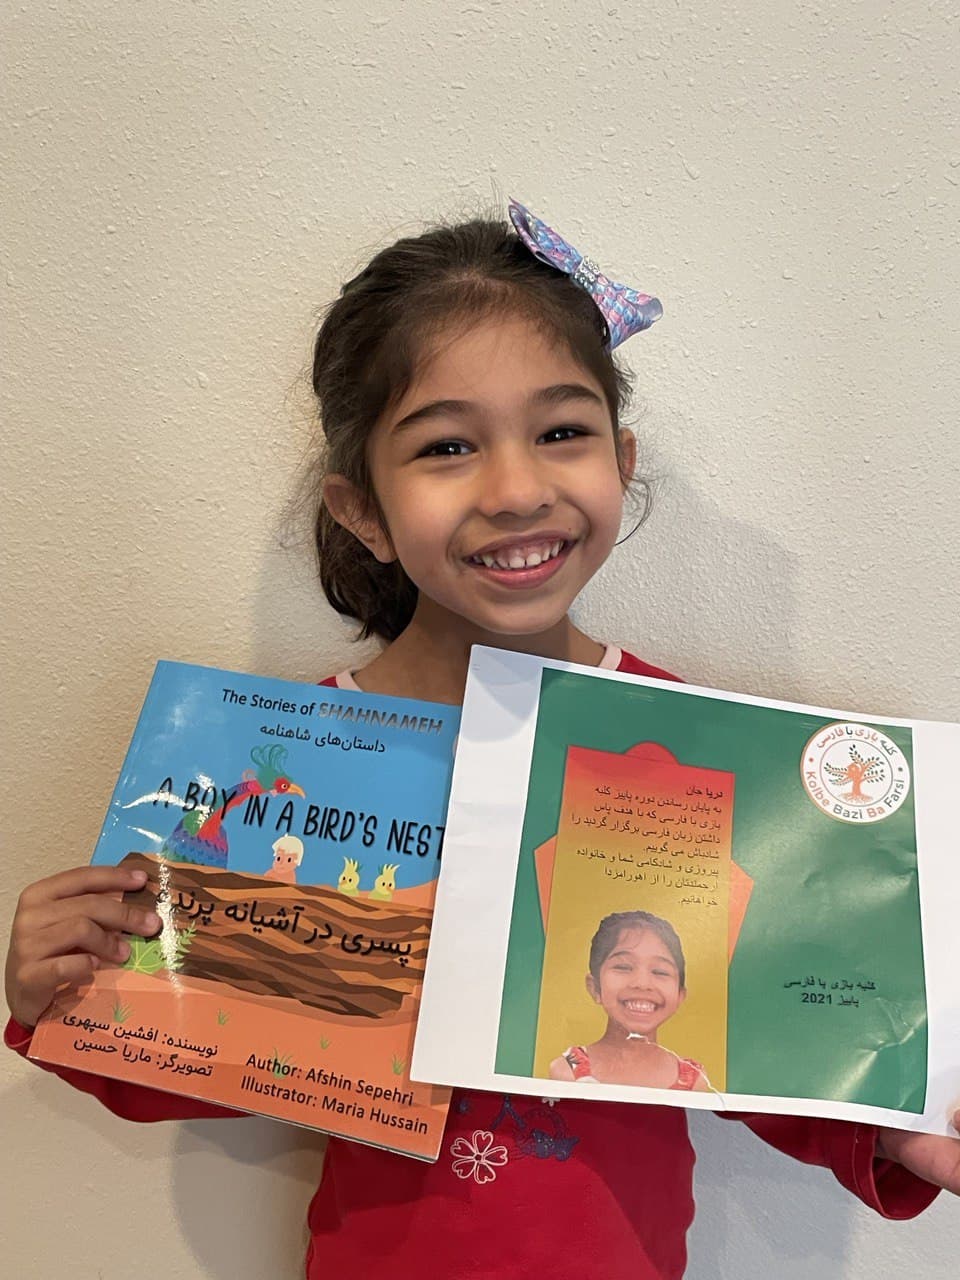 The Stories of SHAHNAMEH
داستان‌های شاهنامه
A BOY IN A BIRD'S NEST
پسری در آشیانه پرنده
نویسنده: افشین سپهری
تصویرگر: ماریا حسین
Author: Afshin Sepehri
Illustrator: Maria Hussain
کلبه بازی با فارسی
Kolbe Bazi Ba Farsi
دریا جان
به پایان رساندن دوره پاییز کلبه
بازی با فارسی که با هدف پاس
داشتن زبان فارسی برگزار گردید را
شادباش می گوییم.
پیروزی و شادکامی شما و خانواده
ارجمندتان را از اهورامزدا
خواهانیم.
کلبه بازی با فارسی
پاییز 2021